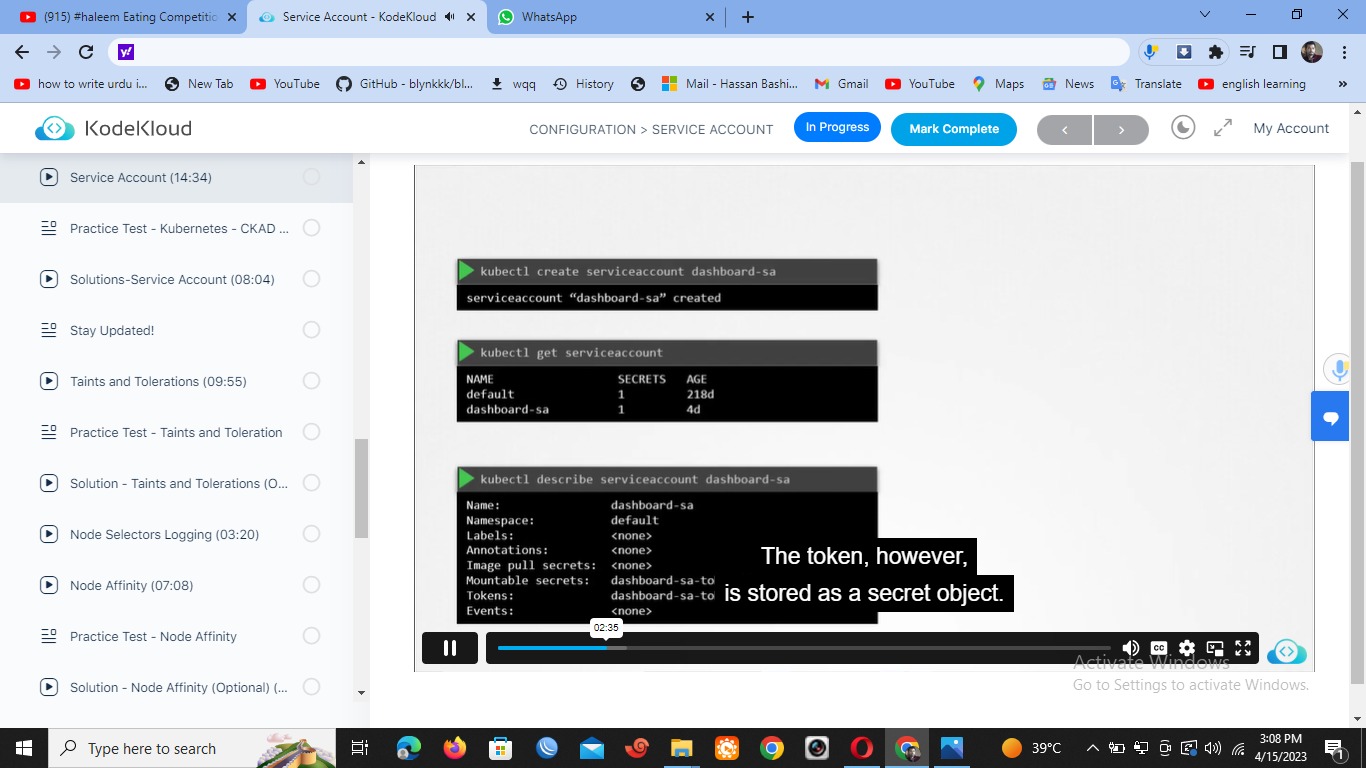 (915) #haleem Eating Competitio
Service Account - KodeKloud
WhatsApp
how to write urdu i...
New Tab
YouTube
GitHub - blynkkk/bl...
wqq
History
Mail - Hassan Bashi...
Gmail
YouTube
Maps
News
Translate
english learning
»
KodeKloud
CONFIGURATION > SERVICE ACCOUNT
In Progress
Mark Complete
My Account
Service Account (14:34)
Practice Test - Kubernetes - CKAD ...
Solutions-Service Account (08:04)
Stay Updated!
Taints and Tolerations (09:55)
Practice Test - Taints and Toleration
Solution - Taints and Tolerations (O...
Node Selectors Logging (03:20)
Node Affinity (07:08)
Practice Test - Node Affinity
Solution - Node Affinity (Optional) (...
kubectl create serviceaccount dashboard-sa
serviceaccount “dashboard-sa” created
kubectl get serviceaccount
NAME SECRETS AGE
default 1 218d
dashboard-sa 1 4d
kubectl describe serviceaccount dashboard-sa
Name: dashboard-sa
Namespace: default
Labels: <none>
Annotations: <none>
Image pull secrets: <none>
Mountable secrets: dashboard-sa-to
Tokens: dashboard-sa-to
Events: <none>
The token, however,
is stored as a secret object.
02:35
CC
Activate Windows
Go to Settings to activate Windows.
Type here to search
39°C
3:08 PM
4/15/2023
1